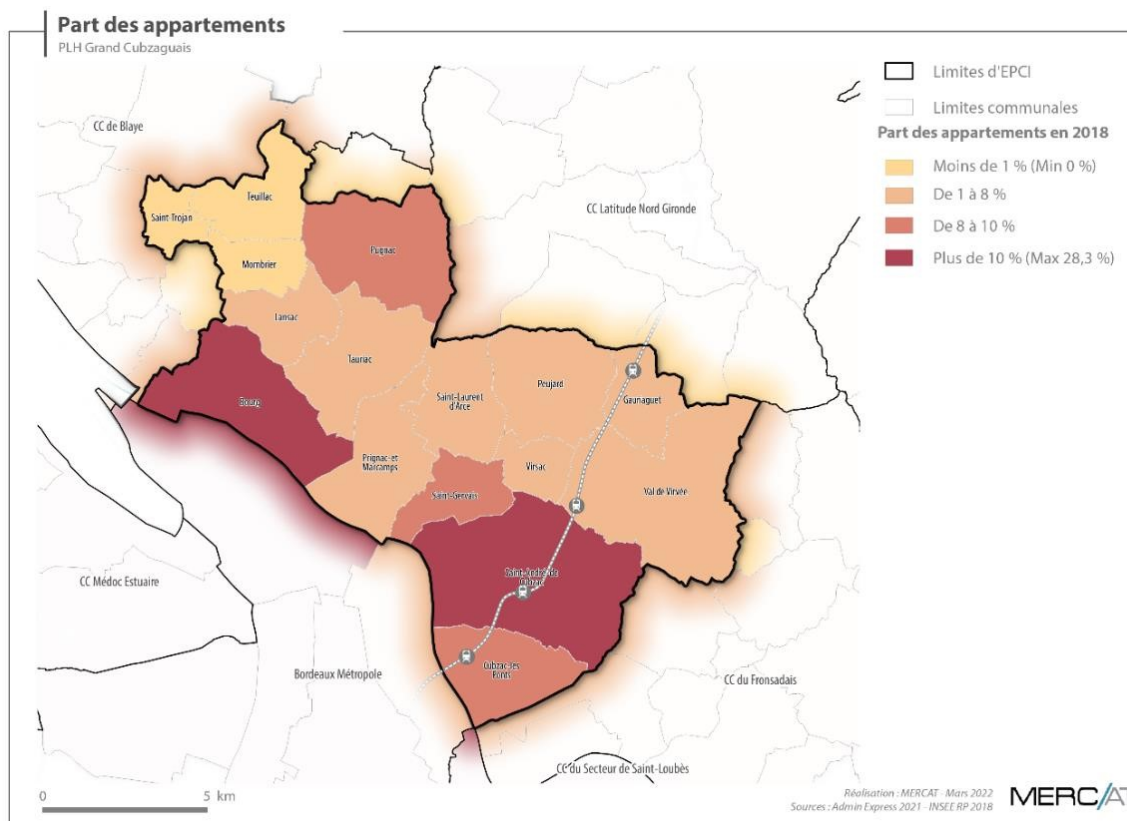 Part des appartements
PLH Grand Cubzaguais
Limites d'EPCI
Limites communales
Part des appartements en 2018
Moins de 1 % (Min 0 %)
De 1 à 8 %
De 8 à 10 %
Plus de 10 % (Max 28,3 %)
CC de Blaye
Teuillac
Saint-Trojan
CC Latitude Nord Gironde
Pugnac
Mombrier
Lansac
Tauriac
Peujard
Saint-Laurent
d'Arce
Gauriaguet
Bourg
Prignac-et
Marcamps
Virsac
Val de Virvée
Saint-Gervais
Saint-André-de
Cubzac
CC Médoc Estuaire
Bordeaux Métropole
Cubzac-les
Ponts
CC du Fronsadais
CC du Secteur de Saint-Loubès
0
5 km
Réalisation : MERCAT - Mars 2022
Sources : Admin Express 2021 - INSEE RP 2018
MERC/AT